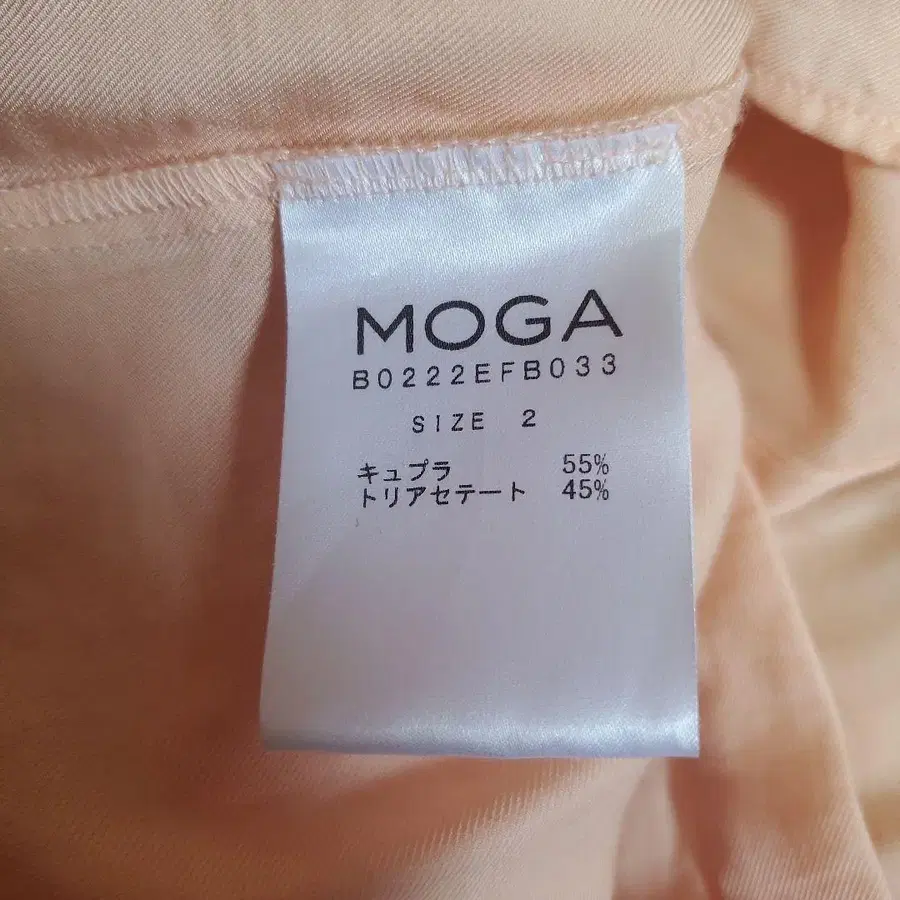 MOGA
B0222EFB033
SIZE 2
キュプラ 55%
トリアセテート 45%